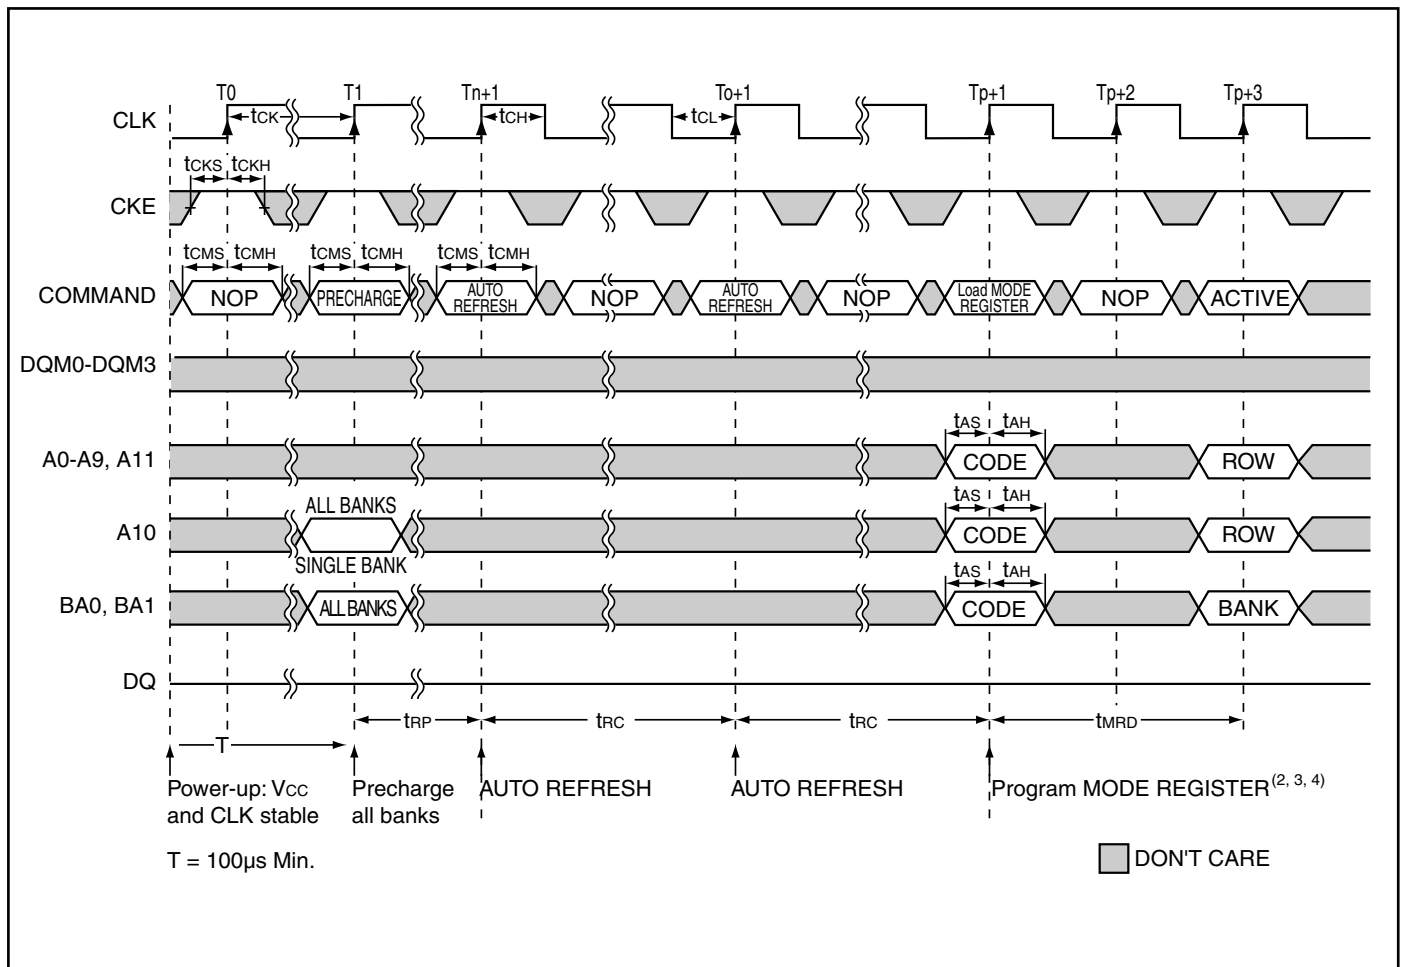 T0 T1 Tn+1 To+1 Tp+1 Tp+2 Tp+3
CLK tCK tCH tCL
tCKS tCKH
CKE
tCMS tCMH tCMS tCMH tCMS tCMH
COMMAND NOP PRECHARGE AUTO REFRESH NOP AUTO REFRESH NOP Load MODE REGISTER NOP ACTIVE
DQM0-DQM3
tAS tAH
A0-A9, A11 CODE ROW
ALL BANKS tAS tAH
A10 CODE ROW
SINGLE BANK tAS tAH
BA0, BA1 ALL BANKS CODE BANK
DQ
tRP tRC tRC tMRD
T
Power-up: VCC Precharge AUTO REFRESH AUTO REFRESH Program MODE REGISTER(2, 3, 4)
and CLK stable all banks
T = 100µs Min. DON'T CARE